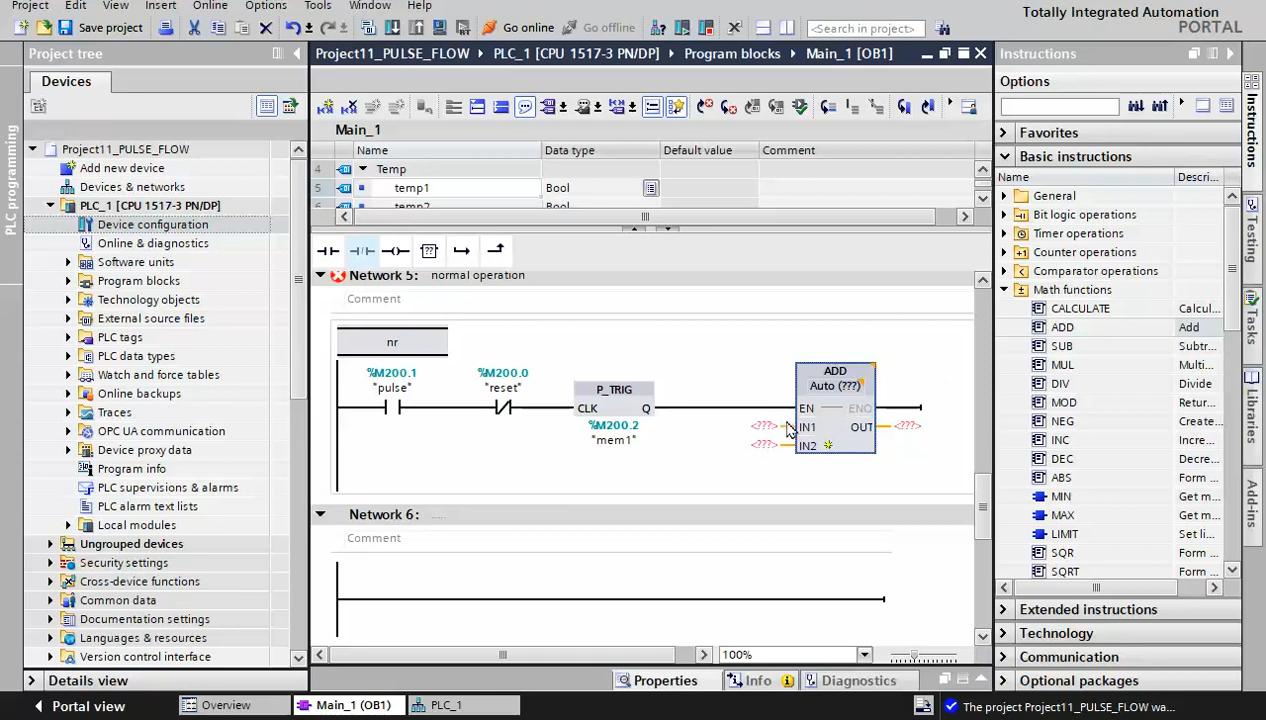 Project Edit View Insert Online Options Tools Window Help
Totally Integrated Automation
PORTAL
Save project
Go online
Go offline
<Search in project>
Project tree
Devices
Project11_PULSE_FLOW
Add new device
Devices & networks
PLC_1 [CPU 1517-3 PN/DP]
Device configuration
Online & diagnostics
Software units
Program blocks
Technology objects
External source files
PLC tags
PLC data types
Watch and force tables
Online backups
Traces
OPC UA communication
Device proxy data
Program info
PLC supervisions & alarms
PLC alarm text lists
Local modules
Ungrouped devices
Security settings
Cross-device functions
Common data
Documentation settings
Languages & resources
Version control interface
Details view
PLC programming
Project11_PULSE_FLOW PLC_1 [CPU 1517-3 PN/DP] Program blocks Main_1 [OB1]
Main_1
Name Data type Default value Comment
4 Temp
5 temp1 Bool
6 temp2 Bool
Network 5: normal operation
Comment
nr
%M200.1
"pulse"
%M200.0
"reset"
P_TRIG
CLK Q
%M200.2
"mem1"
ADD
Auto (???)
EN ENO
<???> IN1 OUT <???>
<???> IN2
Network 6: .....
Comment
100%
Properties Info Diagnostics
Instructions
Options
Favorites
Basic instructions
Name Descri...
General
Bit logic operations
Timer operations
Counter operations
Comparator operations
Math functions
CALCULATE Calcul...
ADD Add
SUB Subtr...
MUL Multi...
DIV Divide
MOD Return...
NEG Create...
INC Incre...
DEC Decre...
ABS Form ...
MIN Get m...
MAX Get m...
LIMIT Set li...
SQR Form ...
SQRT Form ...
Extended instructions
Technology
Communication
Optional packages
Instructions
Testing
Tasks
Libraries
Add-ins
Portal view
Overview
Main_1 (OB1)
PLC_1
The project Project11_PULSE_FLOW wa...